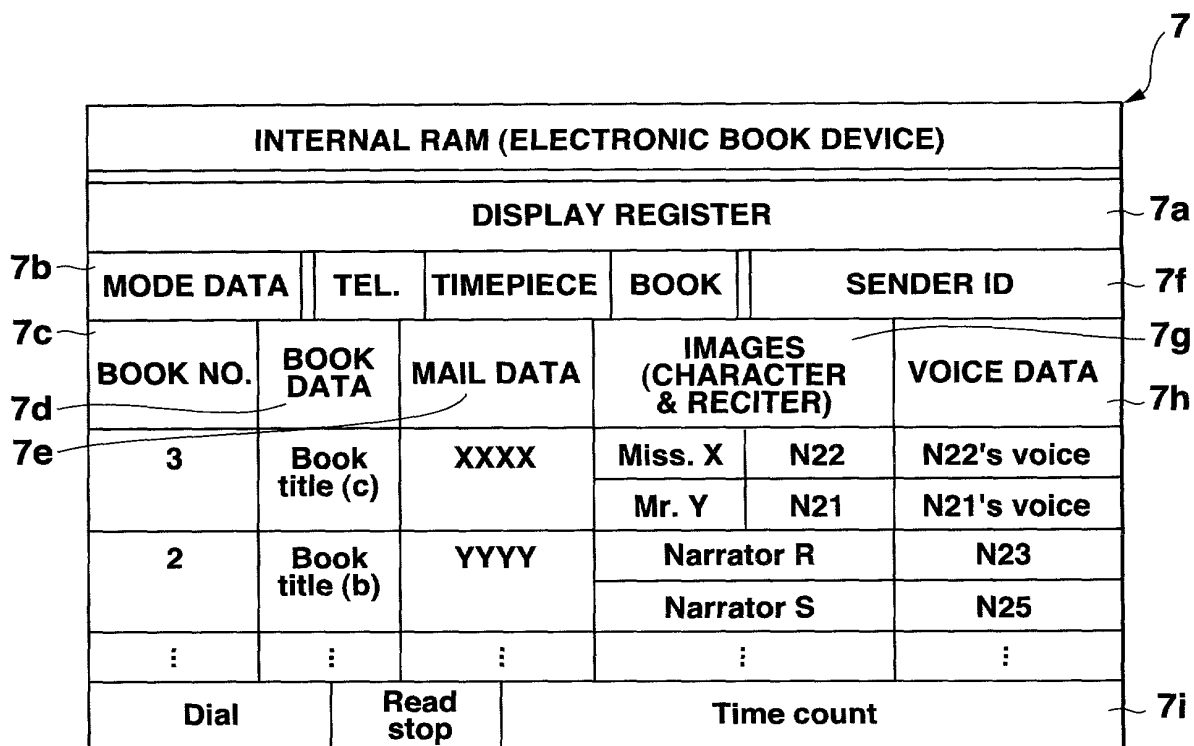 7
INTERNAL RAM (ELECTRONIC BOOK DEVICE)
DISPLAY REGISTER
7a
7b
MODE DATA
TEL.
TIMEPIECE
BOOK
SENDER ID
7f
7c
BOOK NO.
BOOK
DATA
MAIL DATA
IMAGES
(CHARACTER
& RECITER)
VOICE DATA
7g
7d
7h
7e
3
Book
title (c)
XXXX
Miss. X
N22
N22's voice
Mr. Y
N21
N21's voice
2
Book
title (b)
YYYY
Narrator R
N23
Narrator S
N25
⋮ ⋮ ⋮ ⋮ ⋮
Dial
Read
stop
Time count
7i